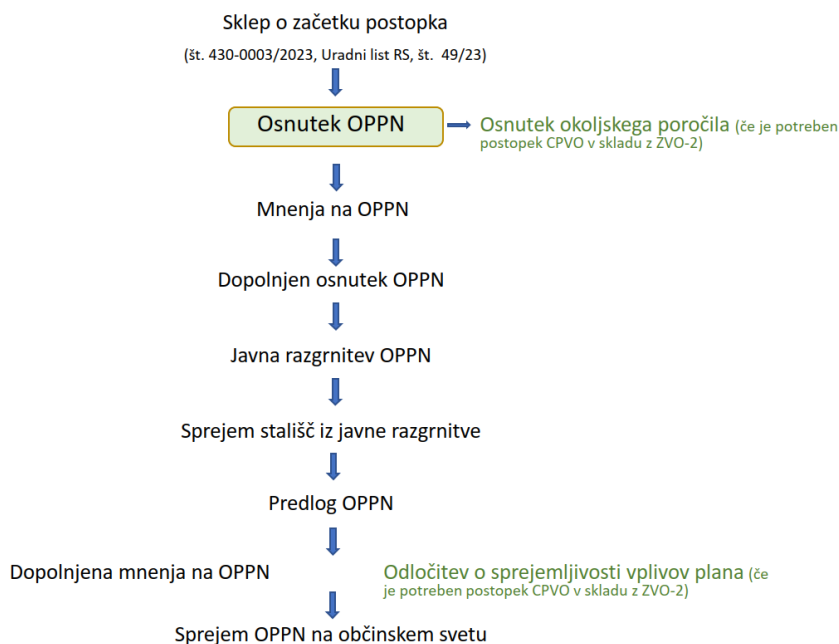 Sklep o začetku postopka
(št. 430-0003/2023, Uradni list RS, št. 49/23)
Osnutek OPPN
Osnutek okoljskega poročila (če je potreben
postopek CPVO v skladu z ZVO-2)
Mnenja na OPPN
Dopolnjen osnutek OPPN
Javna razgrnitev OPPN
Sprejem stališč iz javne razgrnitve
Predlog OPPN
Dopolnjena mnenja na OPPN
Odločitev o sprejemljivosti vplivov plana (če
je potreben postopek CPVO v skladu z ZVO-2)
Sprejem OPPN na občinskem svetu